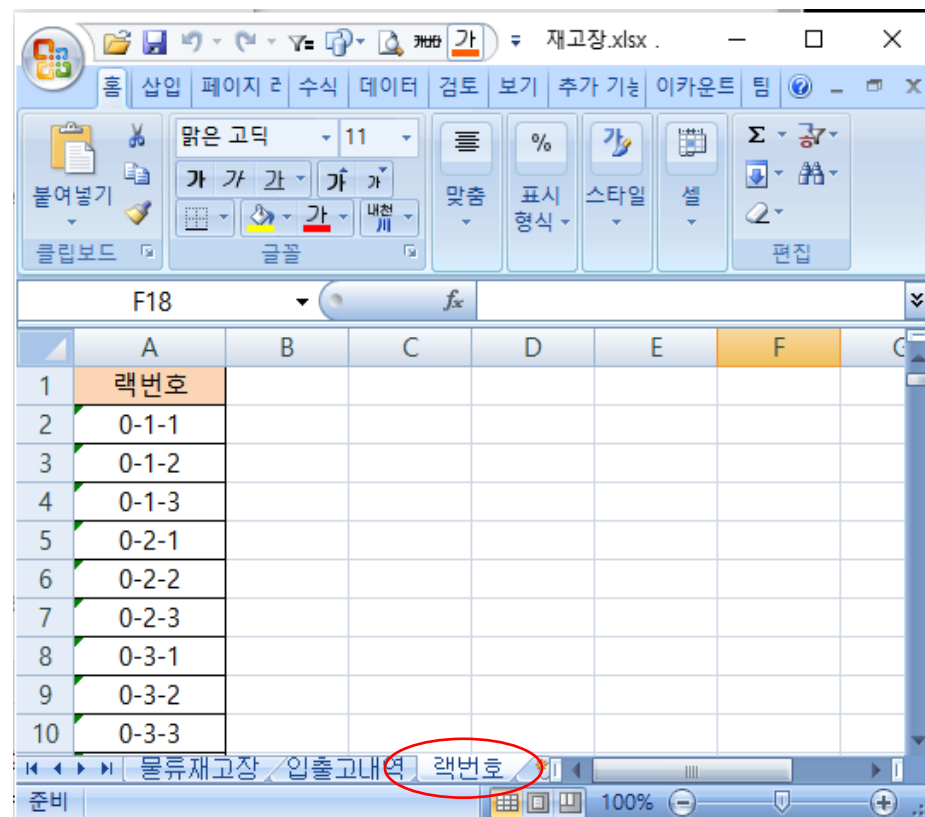 재고장.xlsx .
홈 삽입 페이지 ㄹ 수식 데이터 검토 보기 추가 기능 이카운트 팀
맑은 고딕 11
가 가 가 가 가
가 내천 川
붙여넣기 맞춤 % 표시 형식 스타일 셀 Σ
클립보드 글꼴 편집
F18 fx
A B C D E F G
1 랙번호
2 0-1-1
3 0-1-2
4 0-1-3
5 0-2-1
6 0-2-2
7 0-2-3
8 0-3-1
9 0-3-2
10 0-3-3
물류재고장 입출고내역 랙번호
준비 100%